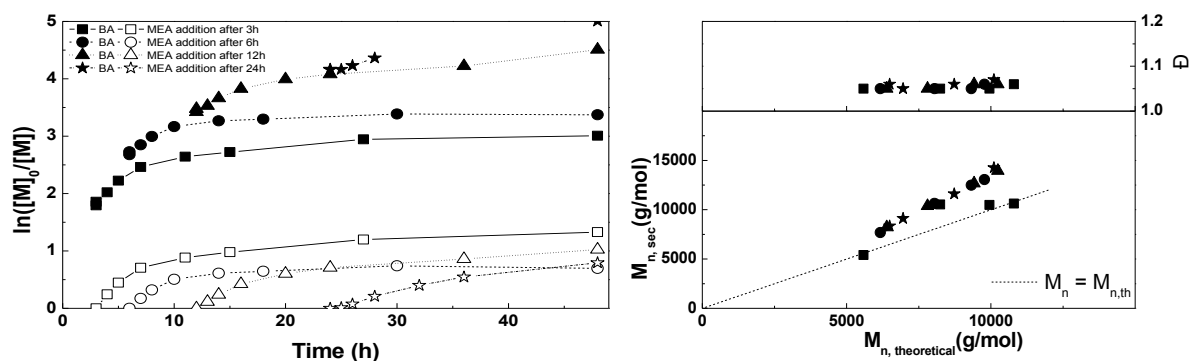 5
4
3
2
1
0
BA MEA addition after 3h
BA MEA addition after 6h
BA MEA addition after 12h
BA MEA addition after 24h
ln([M]0/[M])
0 10 20 30 40
Time (h)
1.2
1.1
1.0
Đ
15000
10000
5000
0
Mn, sec (g/mol)
Mn = Mn,th
0 5000 10000
Mn, theoretical (g/mol)